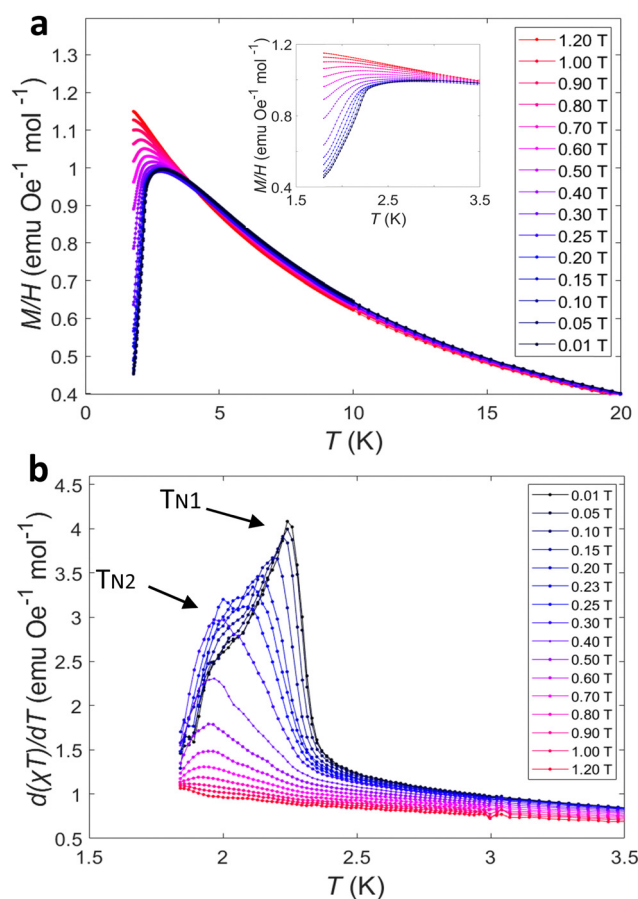 a
M/H (emu Oe⁻¹ mol ⁻¹)
1.3
1.2
1.1
1
0.9
0.8
0.7
0.6
0.5
0.4
0
5
10
15
20
T (K)
M/H (emu Oe⁻¹ mol⁻¹)
1.2
1.0
0.4
1.5
2.5
3.5
T (K)
1.20 T
1.00 T
0.90 T
0.80 T
0.70 T
0.60 T
0.50 T
0.40 T
0.30 T
0.25 T
0.20 T
0.15 T
0.10 T
0.05 T
0.01 T
b
d(χT)/dT (emu Oe⁻¹ mol⁻¹)
4.5
4
3.5
3
2.5
2
1.5
1
0.5
1.5
2
2.5
3
3.5
T (K)
TN1
TN2
0.01 T
0.05 T
0.10 T
0.15 T
0.20 T
0.23 T
0.25 T
0.30 T
0.40 T
0.50 T
0.60 T
0.70 T
0.80 T
0.90 T
1.00 T
1.20 T